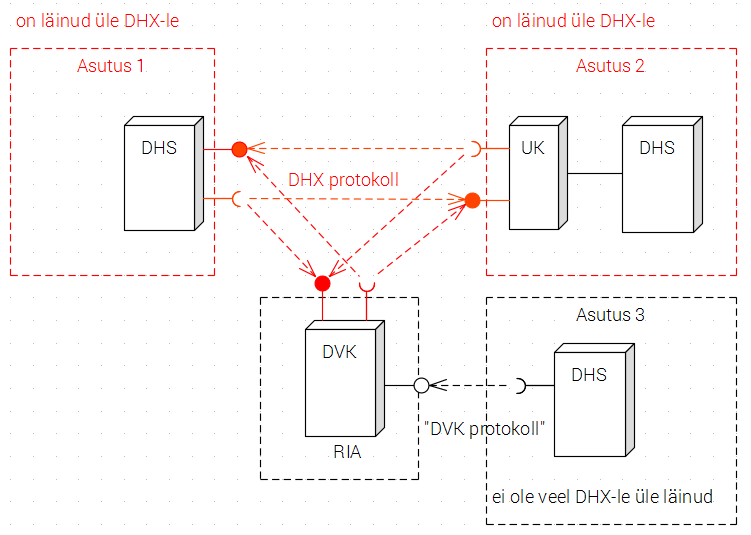 on läinud üle DHX-le
on läinud üle DHX-le
Asutus 1
Asutus 2
DHS
UK
DHS
DHX protokoll
Asutus 3
DVK
DHS
"DVK protokoll"
RIA
ei ole veel DHX-le üle läinud